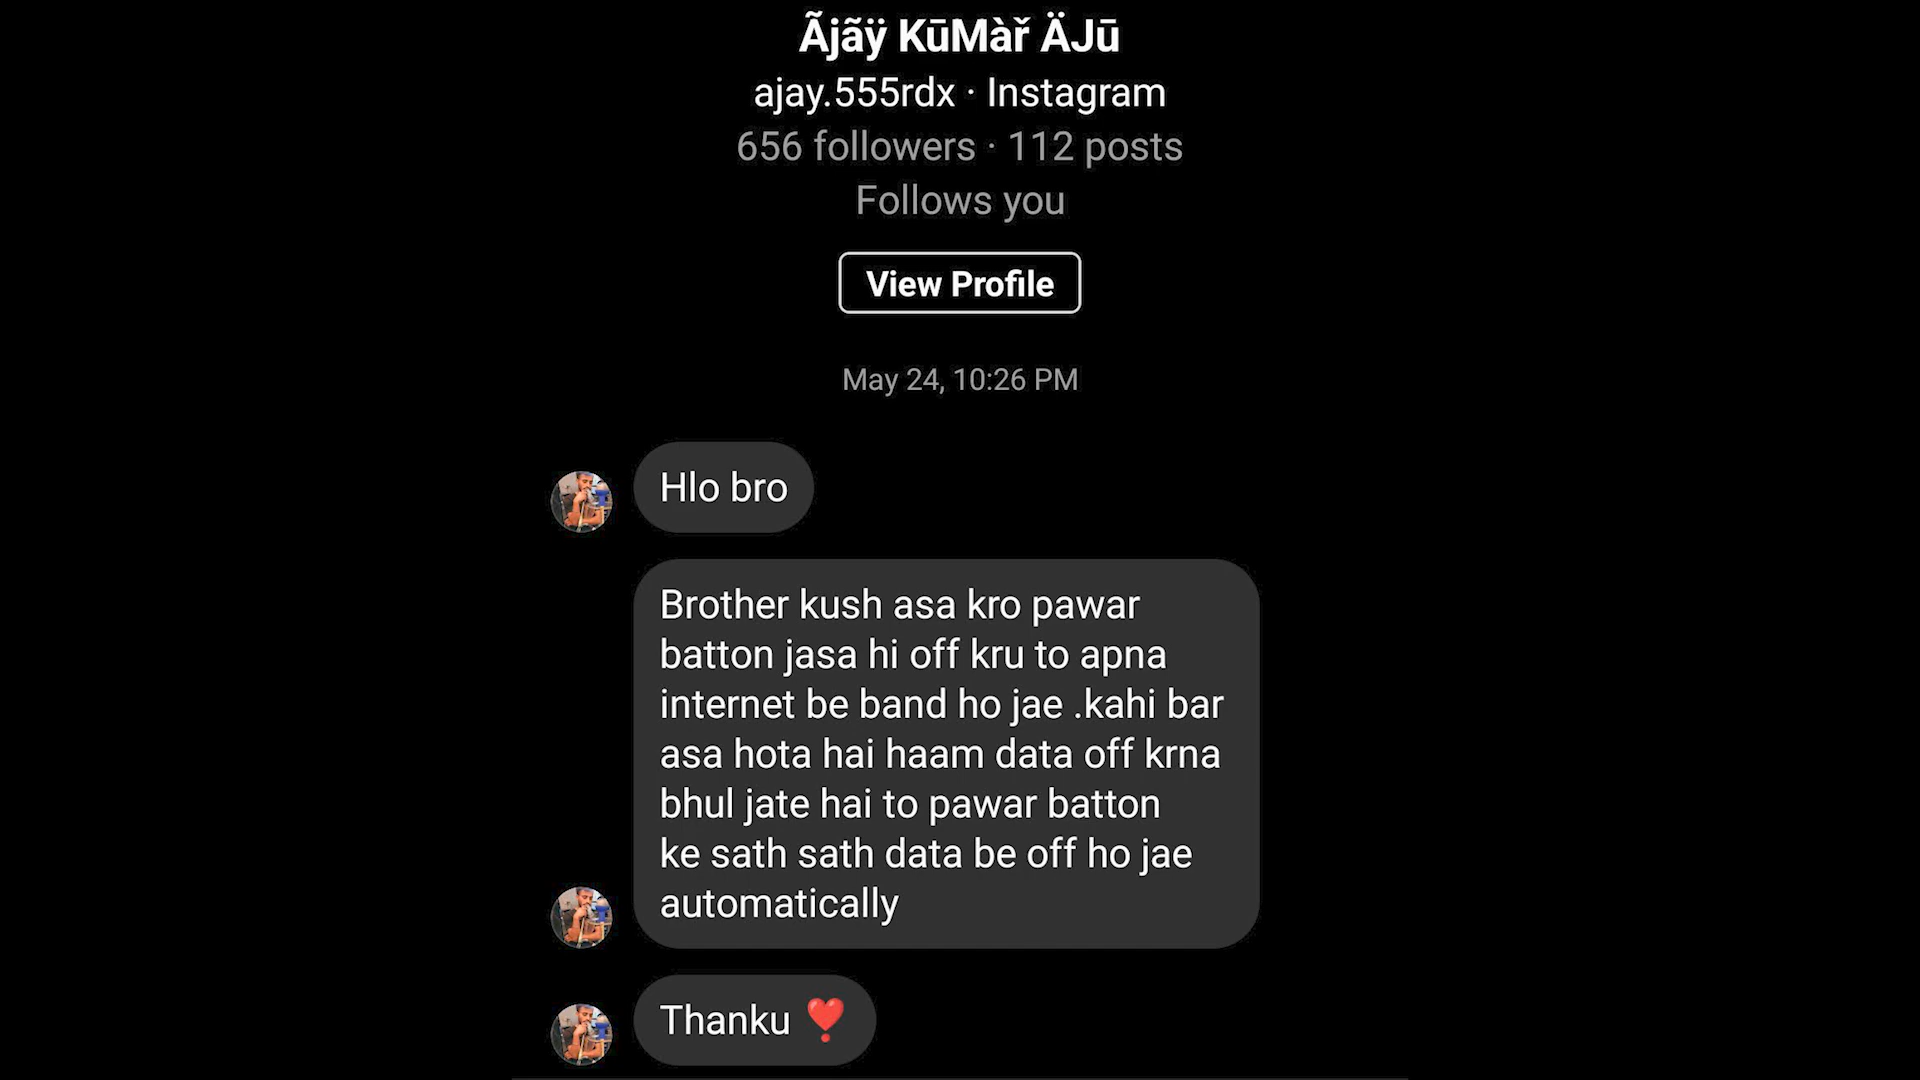 Ãjãÿ KūMàř ÄJū
ajay.555rdx · Instagram
656 followers · 112 posts
Follows you
View Profile
May 24, 10:26 PM
Hlo bro
Brother kush asa kro pawar
batton jasa hi off kru to apna
internet be band ho jae .kahi bar
asa hota hai haam data off krna
bhul jate hai to pawar batton
ke sath sath data be off ho jae
automatically
Thanku ❣️